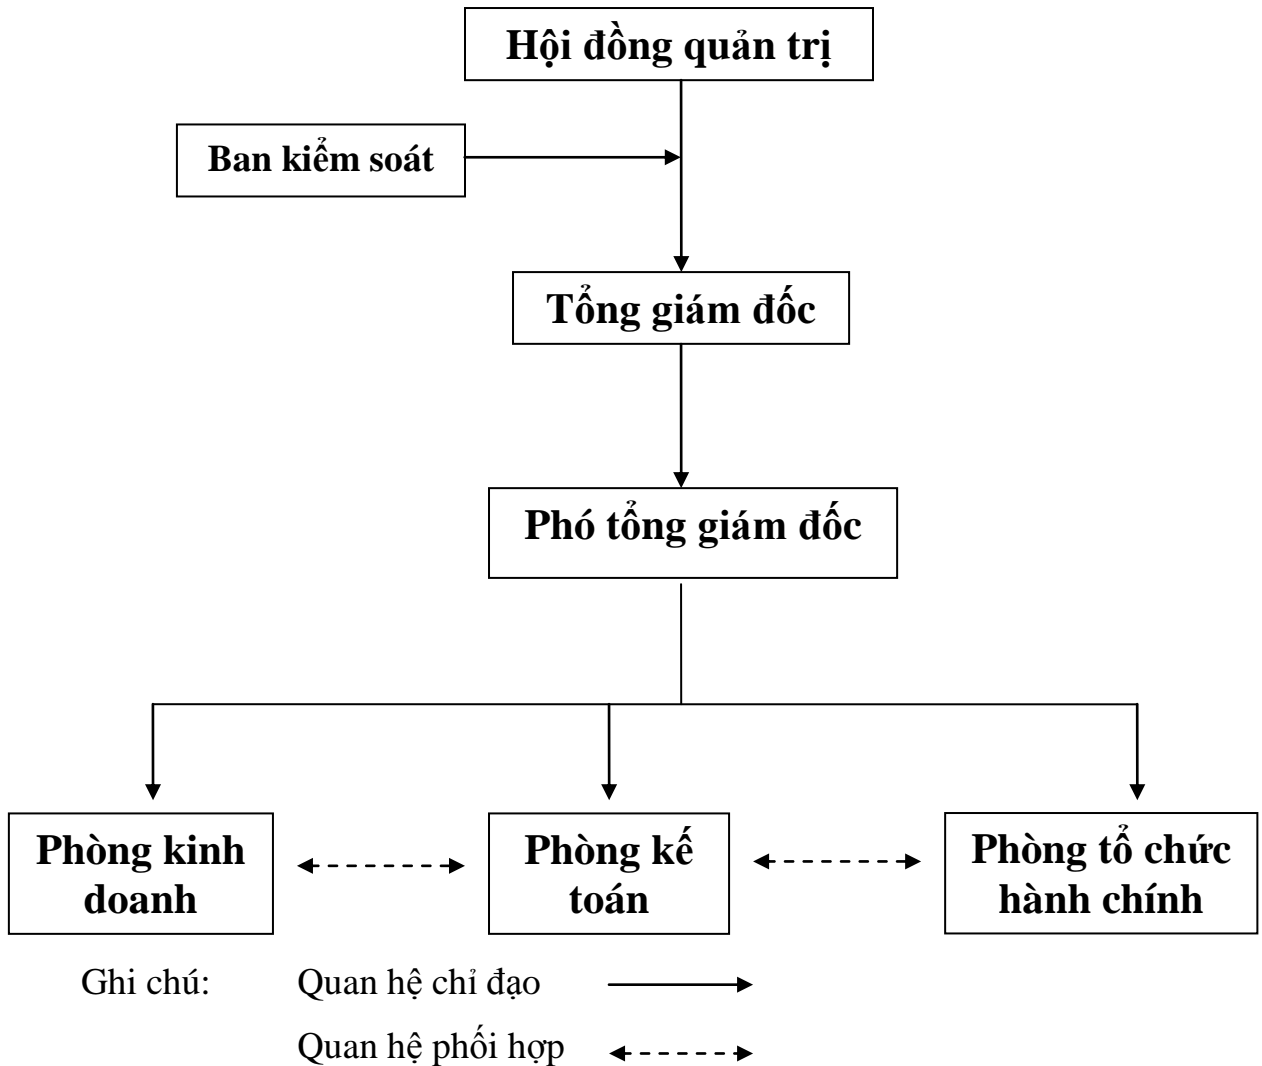 Hội đồng quản trị
Ban kiểm soát
Tổng giám đốc
Phó tổng giám đốc
Phòng kinh
doanh
Phòng kế
toán
Phòng tổ chức
hành chính
Ghi chú: Quan hệ chỉ đạo
Quan hệ phối hợp